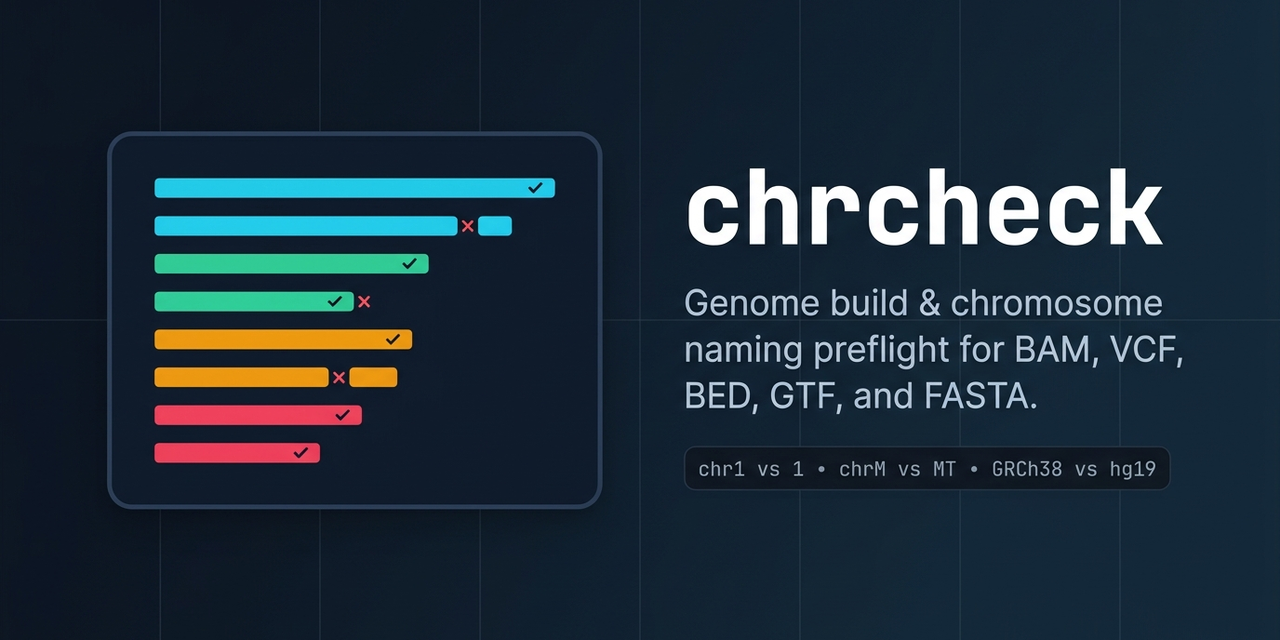 chrcheck
Genome build & chromosome
naming preflight for BAM, VCF,
BED, GTF, and FASTA.
chr1 vs 1 • chrM vs MT • GRCh38 vs hg19